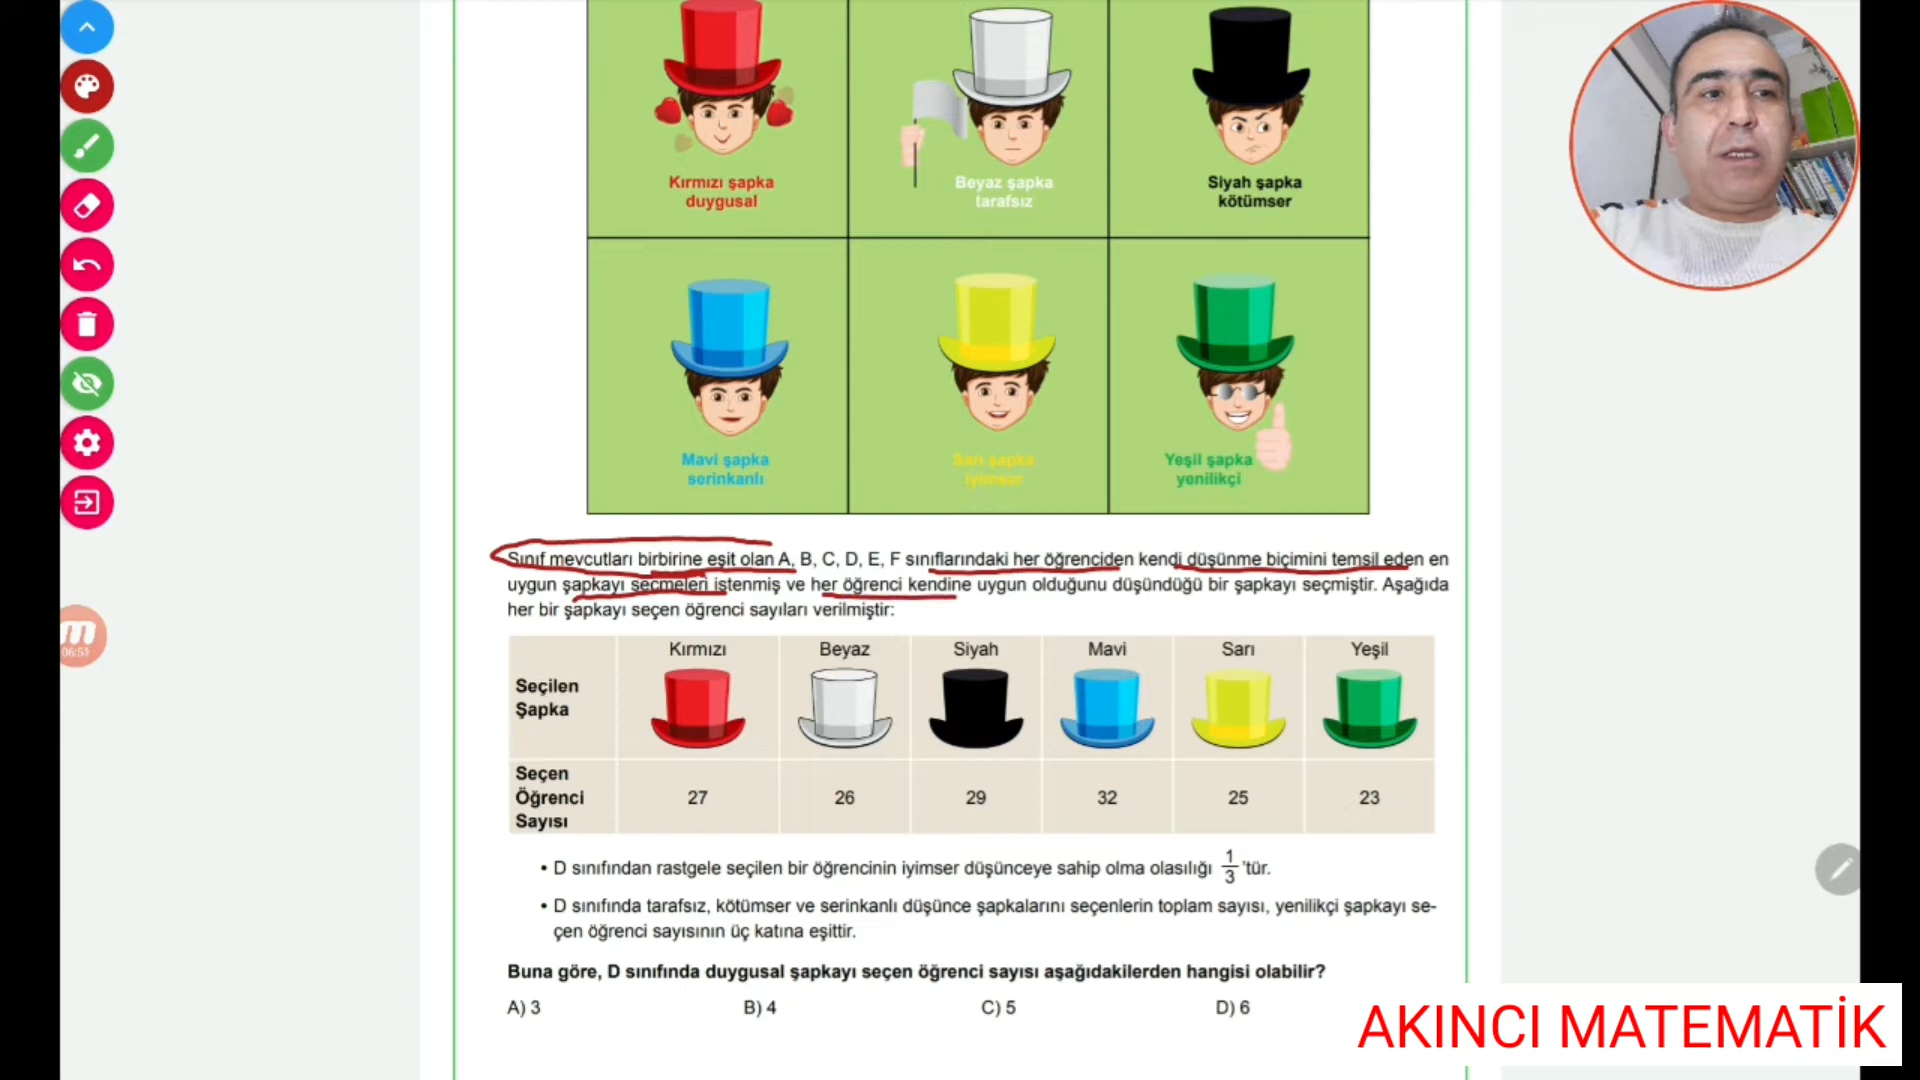 Kırmızı şapka
duygusal
Beyaz şapka
tarafsız
Siyah şapka
kötümser
Mavi şapka
serinkanlı
Sarı şapka
iyimser
Yeşil şapka
yenilikçi
Sınıf mevcutları birbirine eşit olan A, B, C, D, E, F sınıflarındaki her öğrenciden kendi düşünme biçimini temsil eden en
uygun şapkayı seçmeleri istenmiş ve her öğrenci kendine uygun olduğunu düşündüğü bir şapkayı seçmiştir. Aşağıda
her bir şapkayı seçen öğrenci sayıları verilmiştir:
Seçilen Şapka Kırmızı Beyaz Siyah Mavi Sarı Yeşil
Seçen Öğrenci Sayısı 27 26 29 32 25 23
• D sınıfından rastgele seçilen bir öğrencinin iyimser düşünceye sahip olma olasılığı 1/3 'tür.
• D sınıfında tarafsız, kötümser ve serinkanlı düşünce şapkalarını seçenlerin toplam sayısı, yenilikçi şapkayı se-
çen öğrenci sayısının üç katına eşittir.
Buna göre, D sınıfında duygusal şapkayı seçen öğrenci sayısı aşağıdakilerden hangisi olabilir?
A) 3 B) 4 C) 5 D) 6
AKINCI MATEMATİK
m
06:51